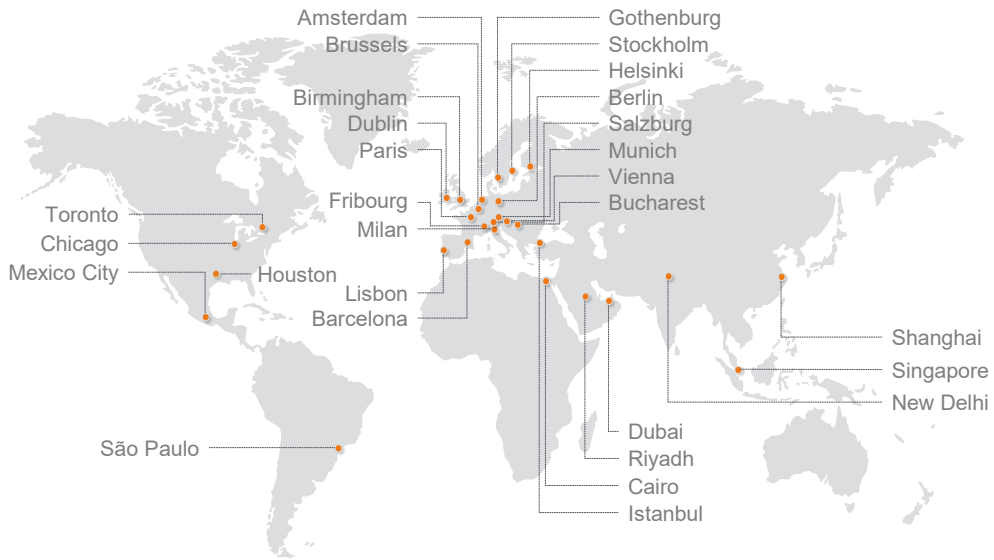 Amsterdam
Brussels
Birmingham
Dublin
Paris
Fribourg
Milan
Lisbon
Barcelona
Gothenburg
Stockholm
Helsinki
Berlin
Salzburg
Munich
Vienna
Bucharest
Toronto
Chicago
Mexico City
Houston
São Paulo
Shanghai
Singapore
New Delhi
Dubai
Riyadh
Cairo
Istanbul